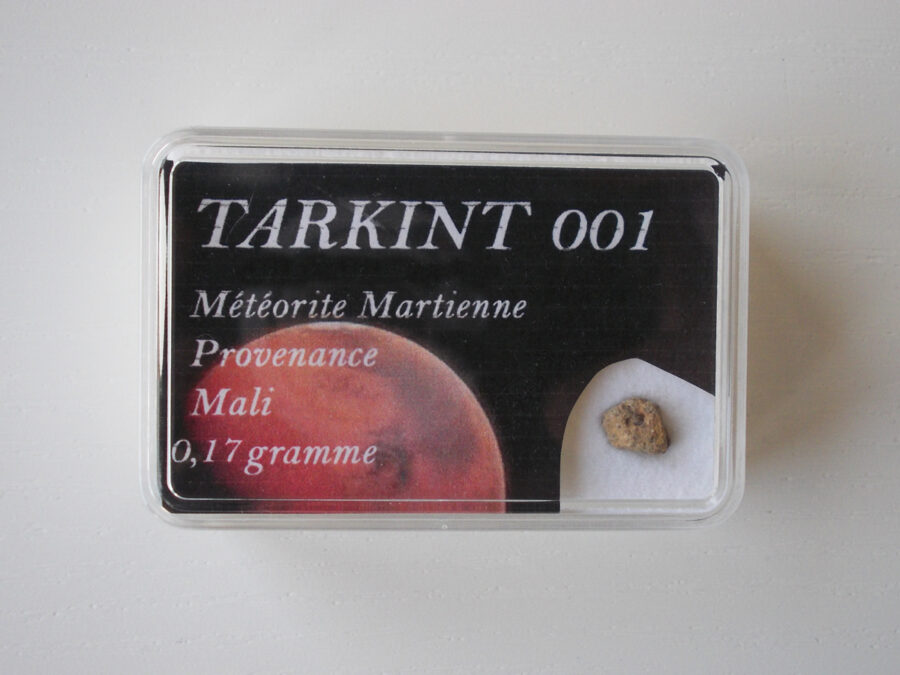 TARKINT 001
Météorite Martienne
Provenance
Mali
0,17 gramme